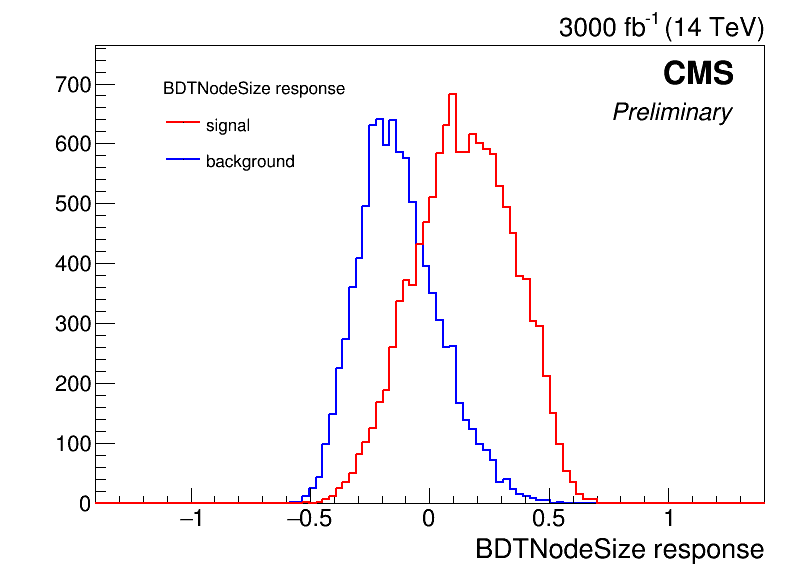 3000 fb-1 (14 TeV)
CMS
Preliminary
BDTNodeSize response
signal
background
700
600
500
400
300
200
100
0
−1 −0.5 0 0.5 1
BDTNodeSize response